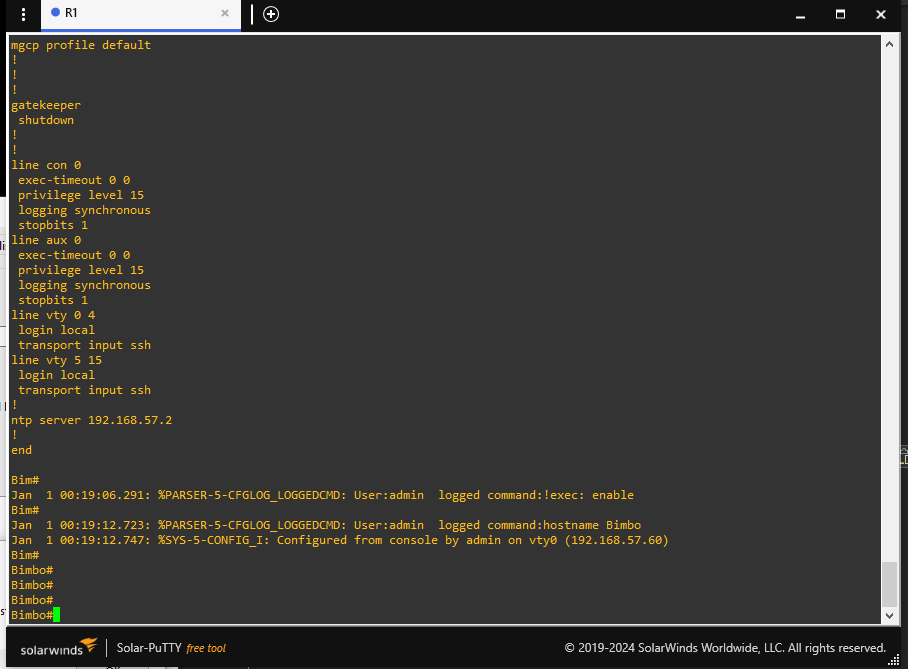 R1
mgcp profile default
!
!
!
gatekeeper
 shutdown
!
!
line con 0
 exec-timeout 0 0
 privilege level 15
 logging synchronous
 stopbits 1
line aux 0
 exec-timeout 0 0
 privilege level 15
 logging synchronous
 stopbits 1
line vty 0 4
 login local
 transport input ssh
line vty 5 15
 login local
 transport input ssh
!
ntp server 192.168.57.2
!
end

Bim#
Jan  1 00:19:06.291: %PARSER-5-CFGLOG_LOGGEDCMD: User:admin  logged command:!exec: enable
Bim#
Jan  1 00:19:12.723: %PARSER-5-CFGLOG_LOGGEDCMD: User:admin  logged command:hostname Bimbo
Jan  1 00:19:12.747: %SYS-5-CONFIG_I: Configured from console by admin on vty0 (192.168.57.60)
Bim#
Bimbo#
Bimbo#
Bimbo#
Bimbo#
solarwinds Solar-PuTTY free tool © 2019-2024 SolarWinds Worldwide, LLC. All rights reserved.